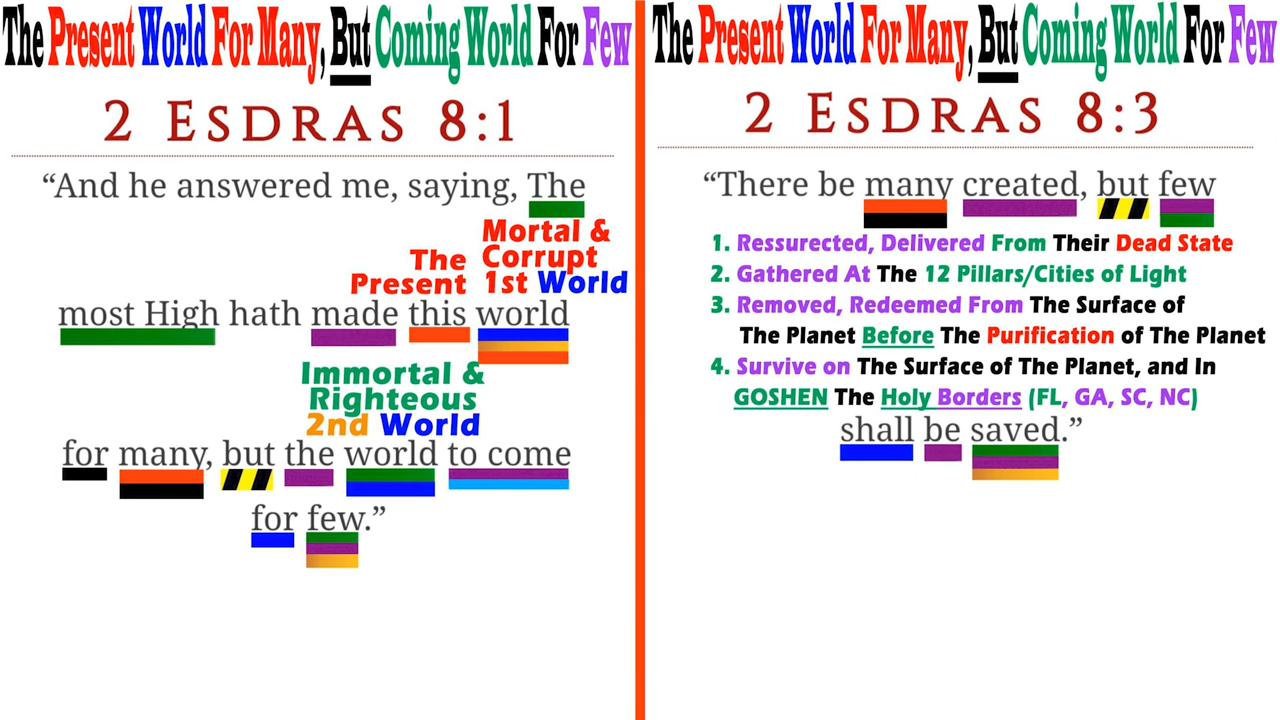 The Present World For Many, But Coming World For Few
2 ESDRAS 8:1
“And he answered me, saying, The
Mortal &
Corrupt
1st World
The
Present
most High hath made this world
Immortal &
Righteous
2nd World
for many, but the world to come
for few.”
The Present World For Many, But Coming World For Few
2 ESDRAS 8:3
“There be many created, but few
1. Ressurected, Delivered From Their Dead State
2. Gathered At The 12 Pillars/Cities of Light
3. Removed, Redeemed From The Surface of
The Planet Before The Purification of The Planet
4. Survive on The Surface of The Planet, and In
GOSHEN The Holy Borders (FL, GA, SC, NC)
shall be saved.”